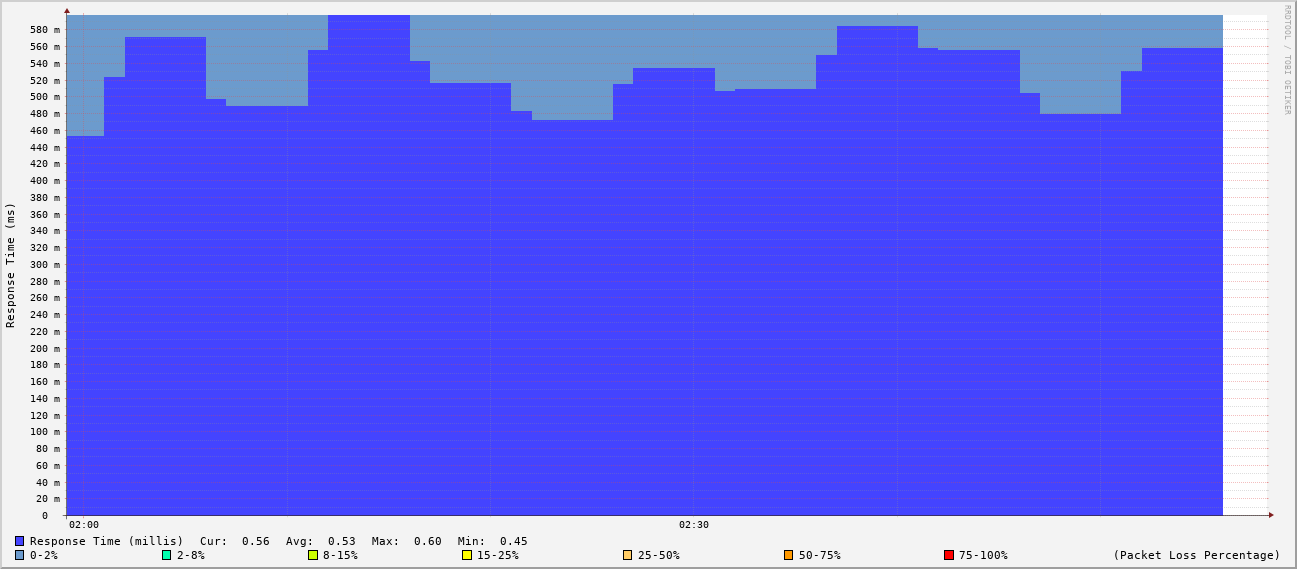 RRDTOOL / TOBI OETIKER
Response Time (ms)
580 m
560 m
540 m
520 m
500 m
480 m
460 m
440 m
420 m
400 m
380 m
360 m
340 m
320 m
300 m
280 m
260 m
240 m
220 m
200 m
180 m
160 m
140 m
120 m
100 m
80 m
60 m
40 m
20 m
0
02:00 02:30
Response Time (millis) Cur: 0.56 Avg: 0.53 Max: 0.60 Min: 0.45
0-2% 2-8% 8-15% 15-25% 25-50% 50-75% 75-100% (Packet Loss Percentage)